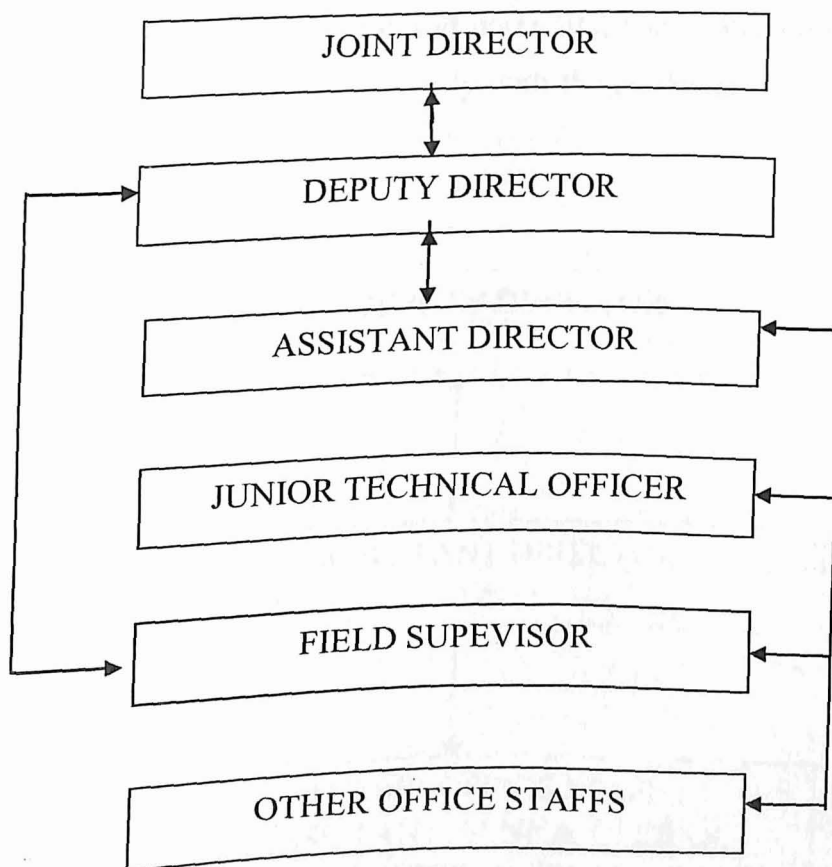 JOINT DIRECTOR
DEPUTY DIRECTOR
ASSISTANT DIRECTOR
JUNIOR TECHNICAL OFFICER
FIELD SUPEVISOR
OTHER OFFICE STAFFS